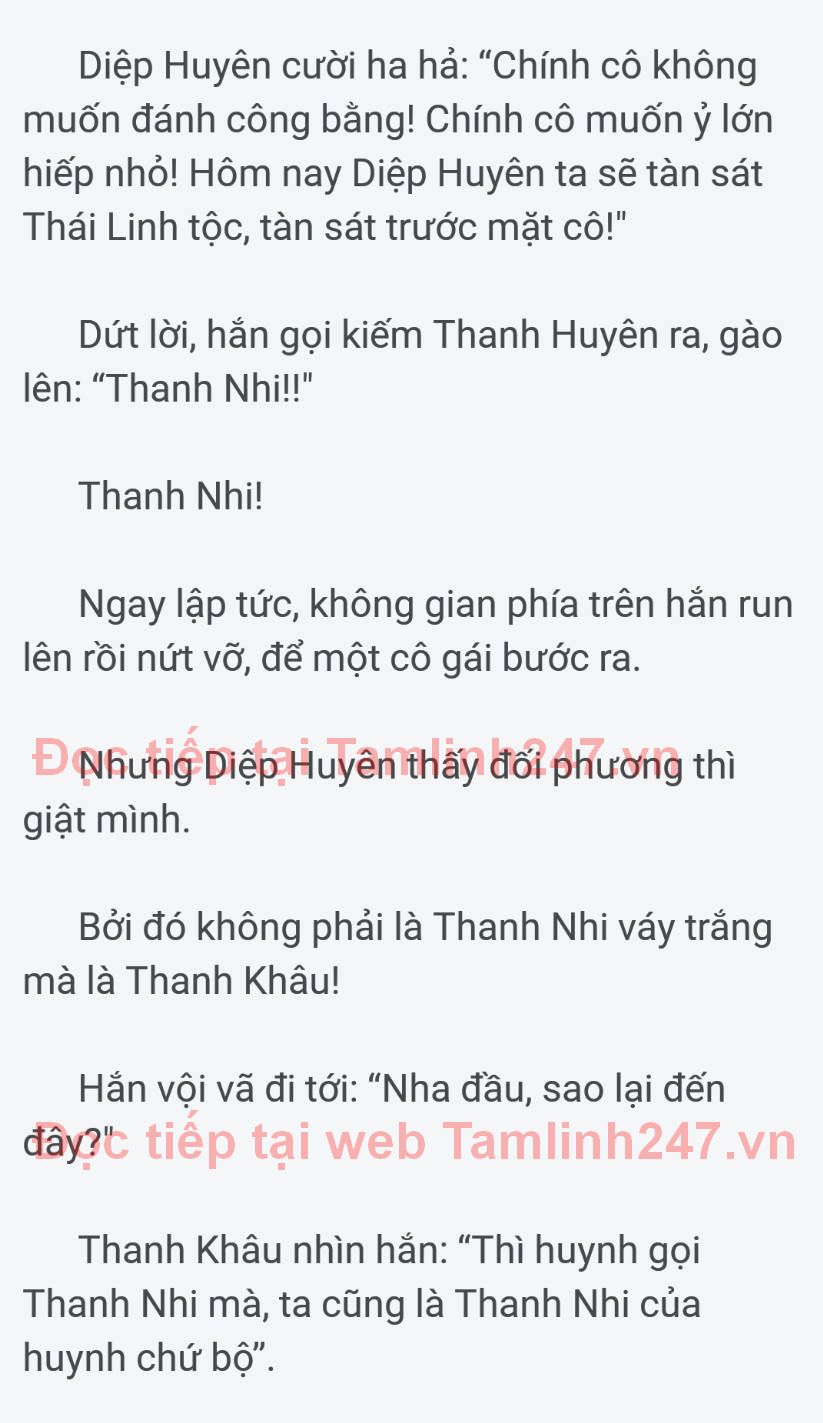 Diệp Huyên cười ha hả: “Chính cô không
muốn đánh công bằng! Chính cô muốn ỷ lớn
hiếp nhỏ! Hôm nay Diệp Huyên ta sẽ tàn sát
Thái Linh tộc, tàn sát trước mặt cô!"
Dứt lời, hắn gọi kiếm Thanh Huyên ra, gào
lên: “Thanh Nhi!!"
Thanh Nhi!
Ngay lập tức, không gian phía trên hắn run
lên rồi nứt vỡ, để một cô gái bước ra.
Đọc tiếp tại Tamlinh247.vn
Nhưng Diệp Huyên thấy đối phương thì
giật mình.
Bởi đó không phải là Thanh Nhi váy trắng
mà là Thanh Khâu!
Hắn vội vã đi tới: “Nha đầu, sao lại đến
đây?"
Đọc tiếp tại web Tamlinh247.vn
Thanh Khâu nhìn hắn: “Thì huynh gọi
Thanh Nhi mà, ta cũng là Thanh Nhi của
huynh chứ bộ”.